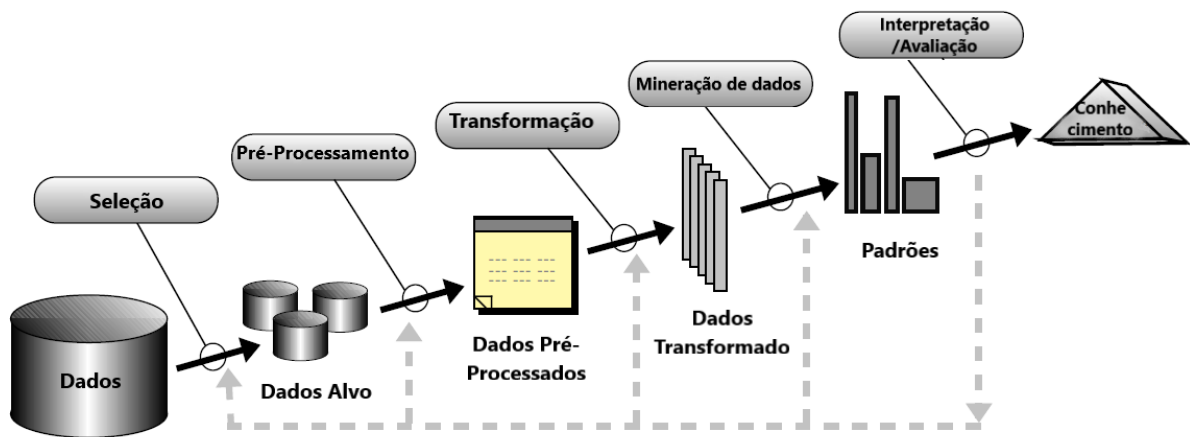 Interpretação
/Avaliação
Mineração de dados
Transformação
Pré-Processamento
Seleção
Conhe
cimento
Padrões
Dados
Transformado
Dados Pré-
Processados
Dados Alvo
Dados